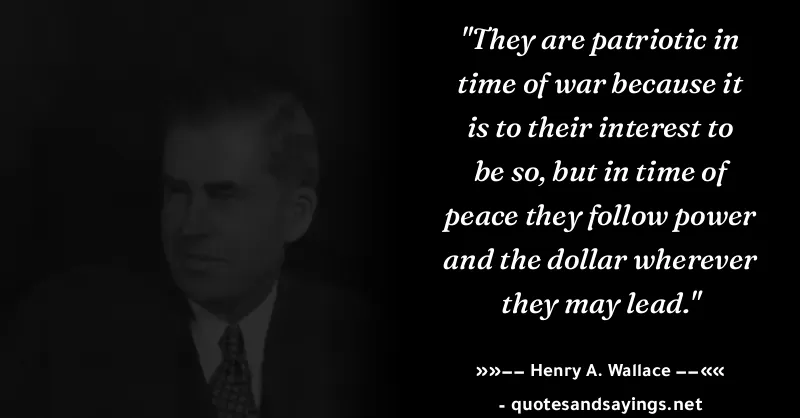 "They are patriotic in
time of war because it
is to their interest to
be so, but in time of
peace they follow power
and the dollar wherever
they may lead."
»»−− Henry A. Wallace −−««
- quotesandsayings.net